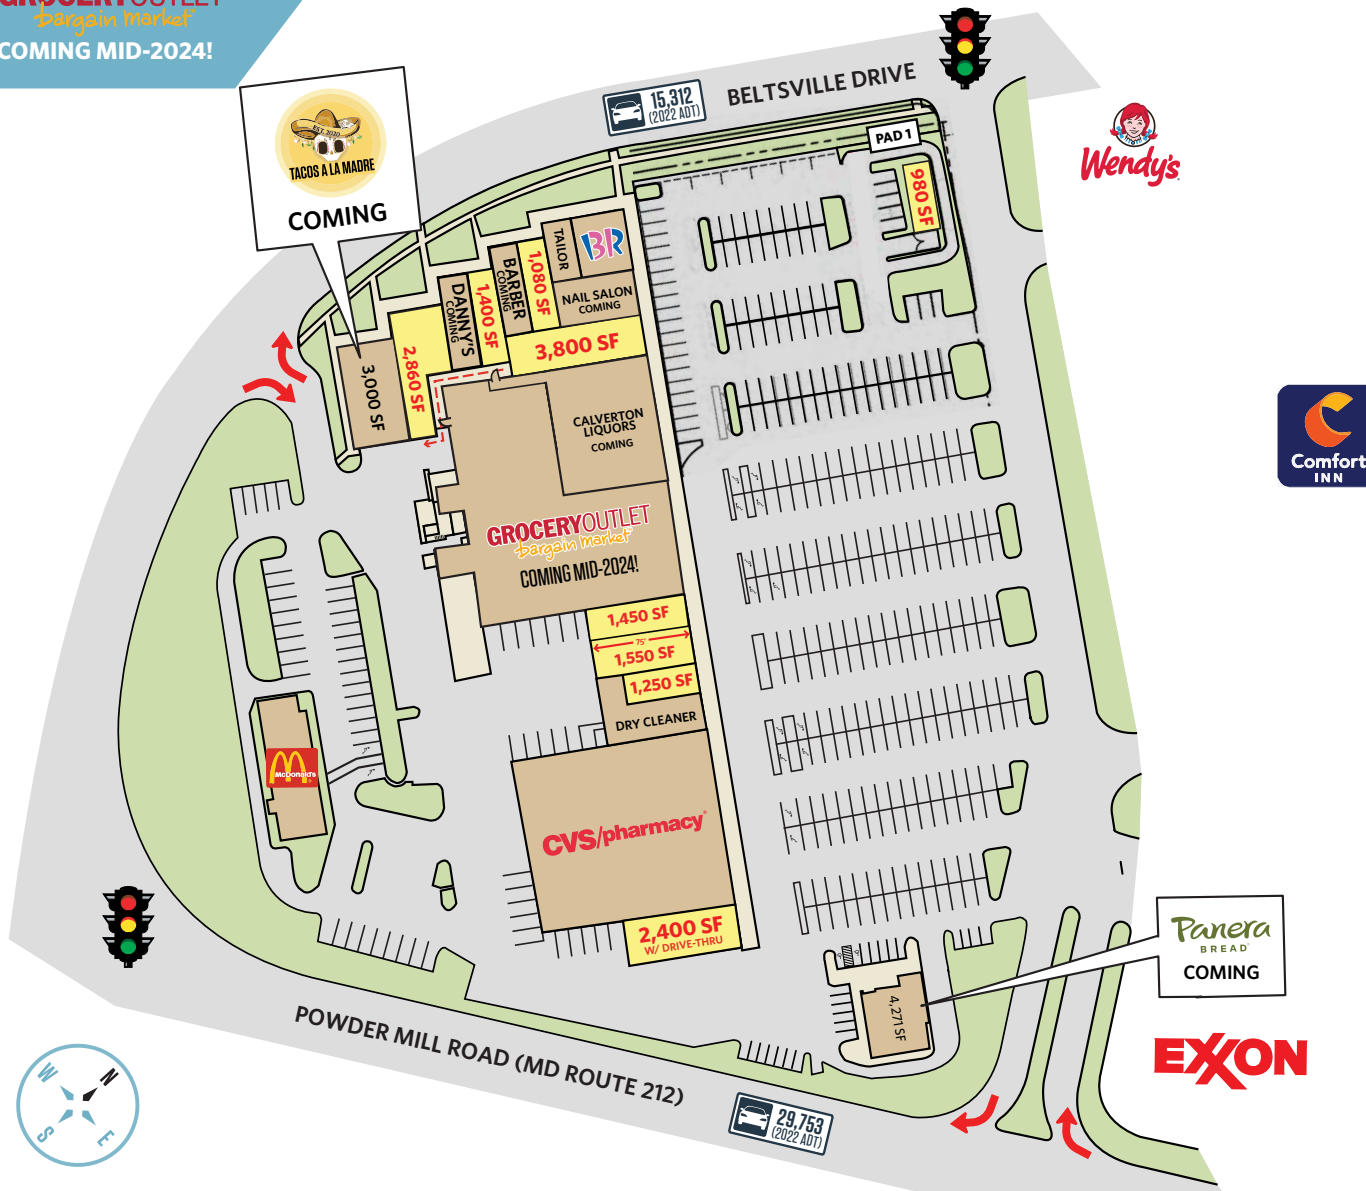 GROCERY OUTLET
bargain market
COMING MID-2024!
EST. 2020
TACOS A LA MADRE
COMING
15,312
(2022 ADT)
BELTSVILLE DRIVE
PAD 1
980 SF
Wendy's
TAILOR
BR
1,080 SF
BARBER
COMING
1,400 SF
DANNY'S
COMING
NAIL SALON
COMING
3,800 SF
2,860 SF
3,000 SF
CALVERTON
LIQUORS
COMING
Comfort
INN
GROCERY OUTLET
bargain market
COMING MID-2024!
1,450 SF
75'
1,550 SF
1,250 SF
DRY CLEANER
McDonald's
CVS/pharmacy
2,400 SF
W/ DRIVE-THRU
Panera
BREAD
COMING
4,271 SF
EXXON
POWDER MILL ROAD (MD ROUTE 212)
29,753
(2022 ADT)
W
N
S
E